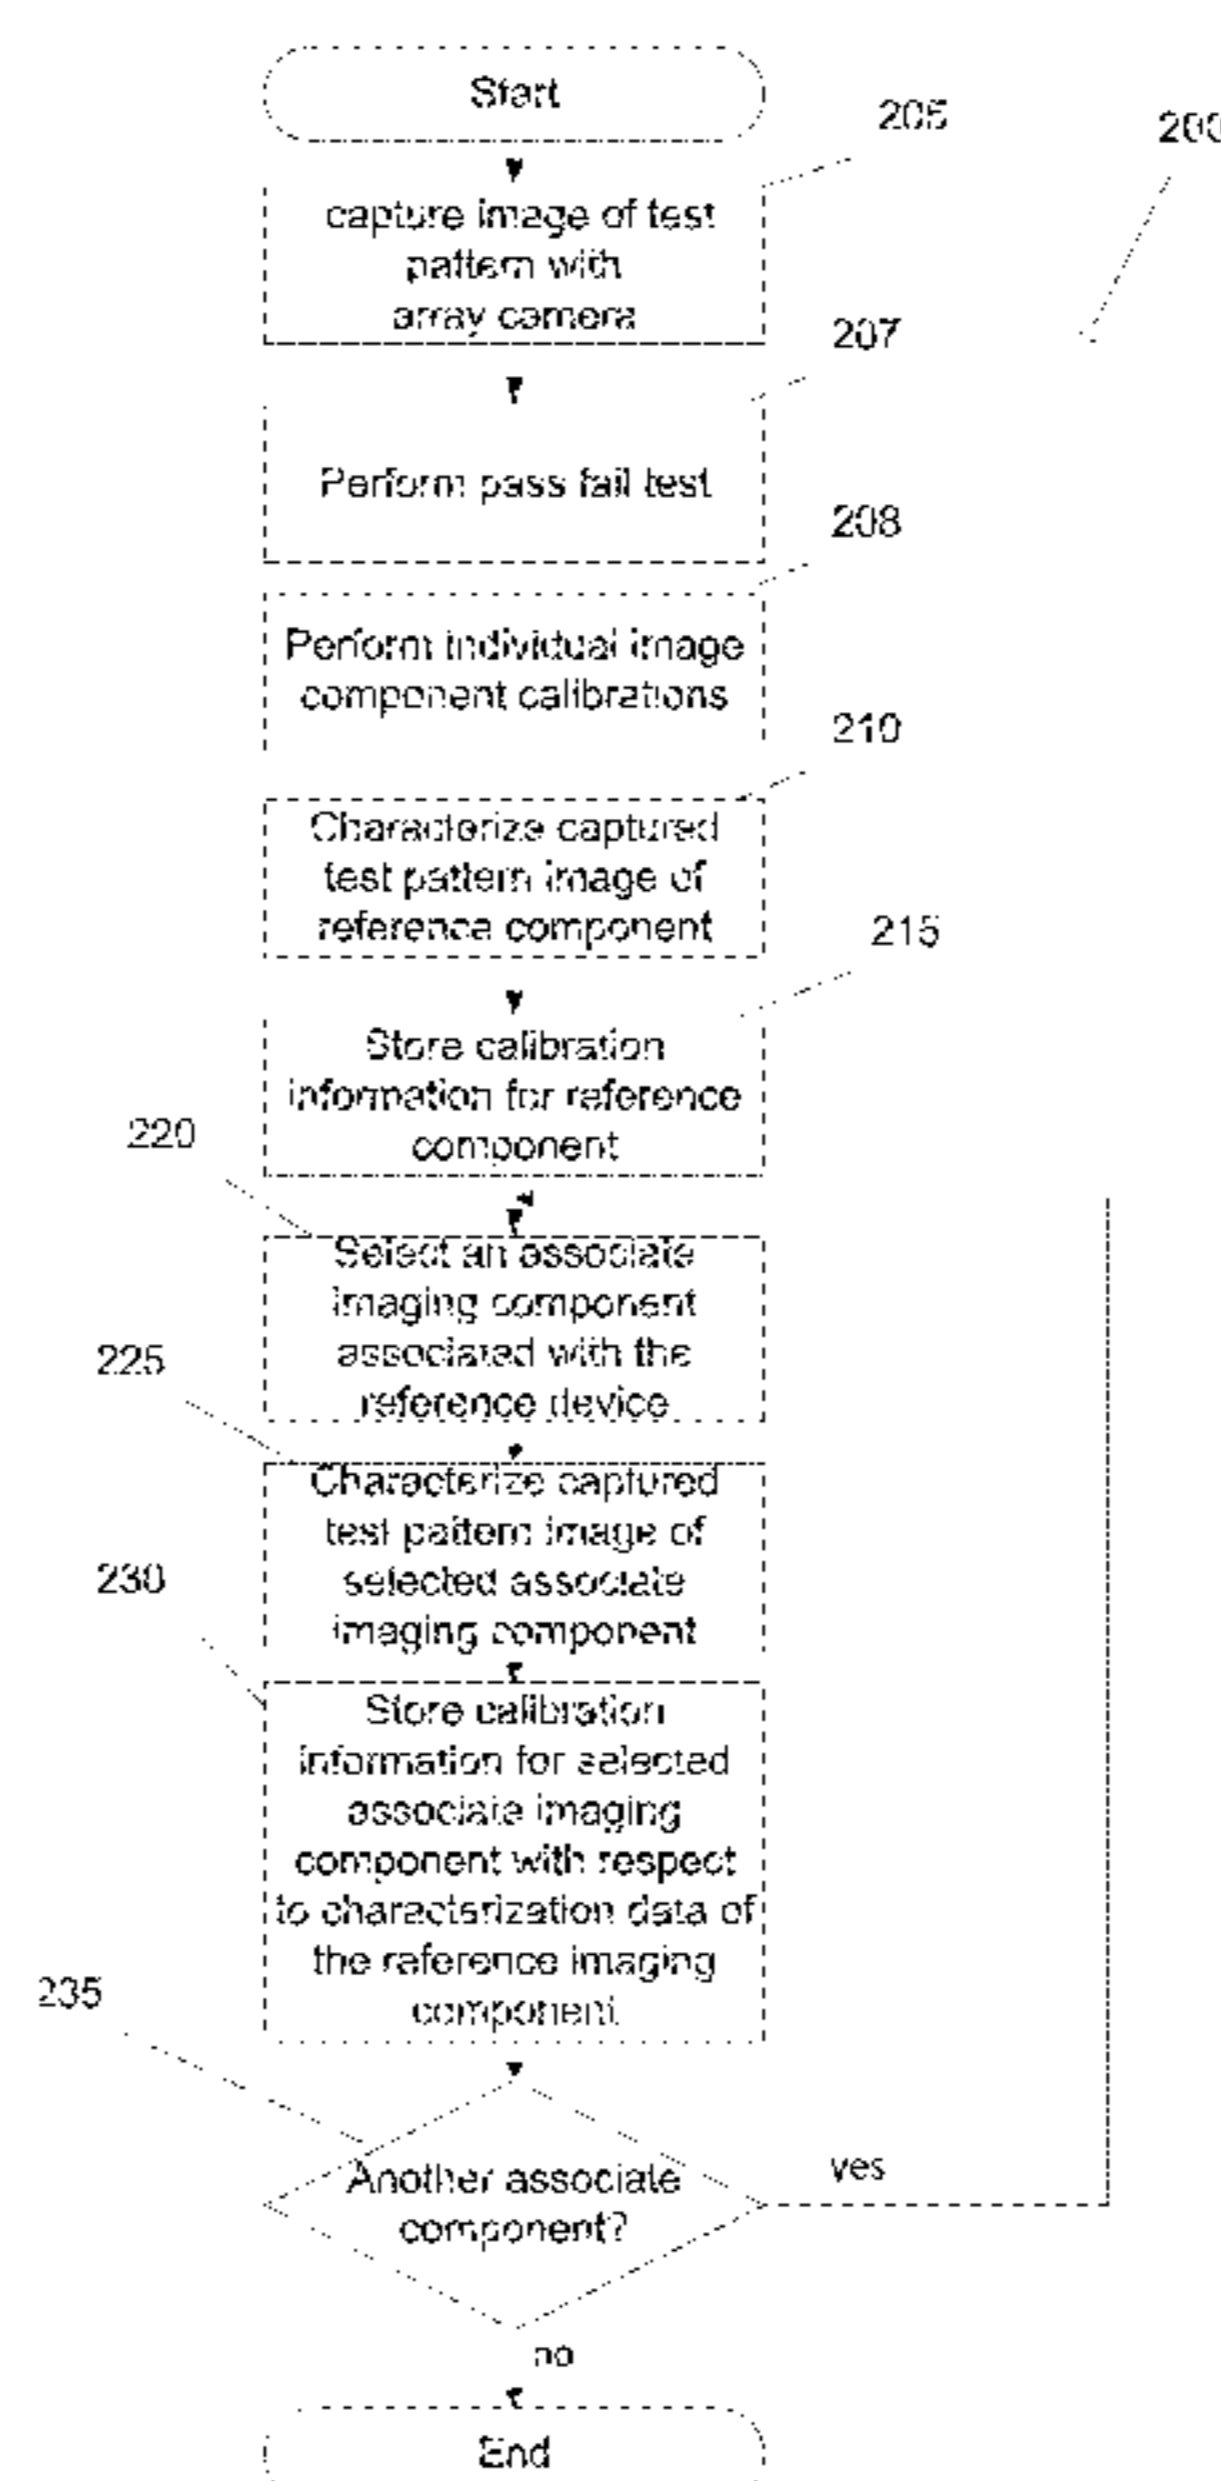 Start
205
200
capture image of test
pattern with
array camera
207
Perform pass fail test
208
Perform individual image
component calibrations
210
Characterize captured
test pattern image of
reference component
215
Store calibration
information for reference
component
220
Select an associate
imaging component
associated with the
reference device
225
Characterize captured
test pattern image of
selected associate
imaging component
230
Store calibration
information for selected
associate imaging
component with respect
to characterization data of
the reference imaging
component
235
Another associate
component?
yes
no
End